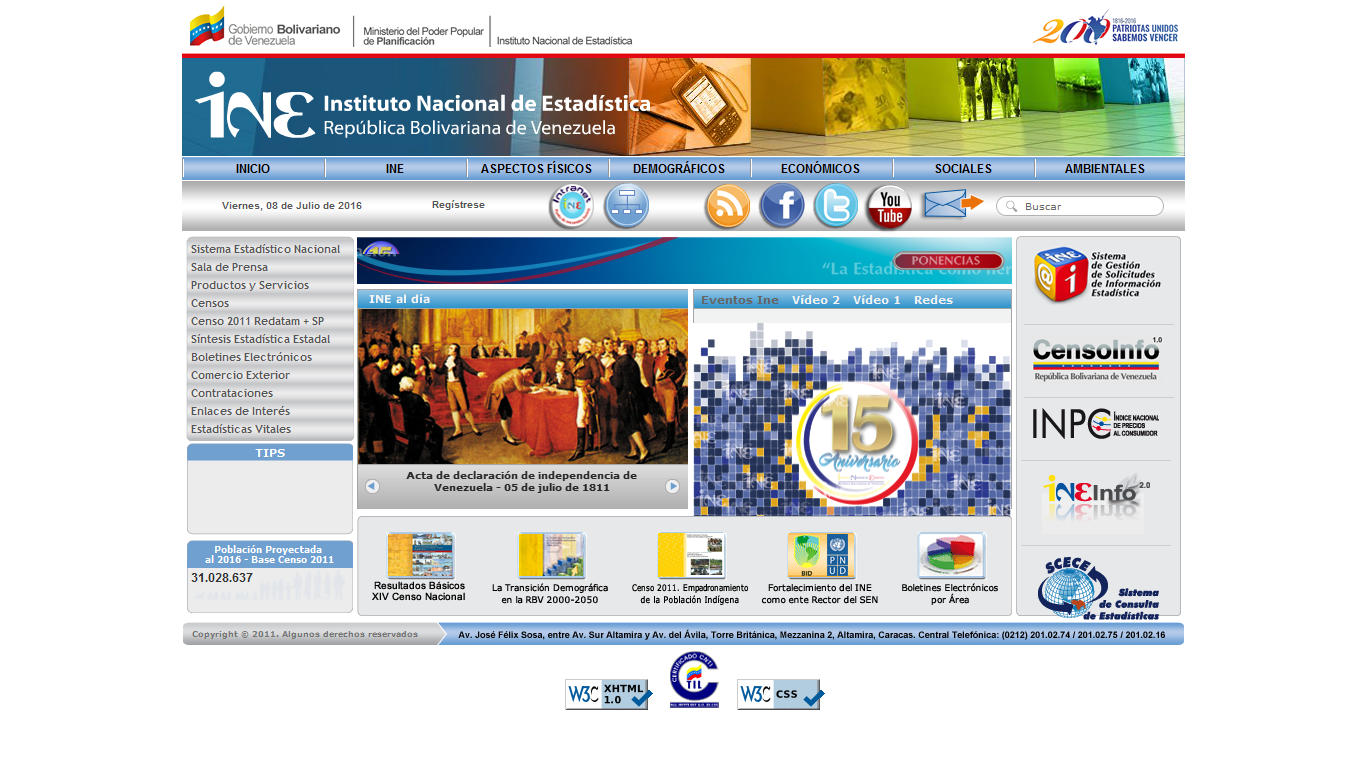 Gobierno Bolivariano
de Venezuela
Ministerio del Poder Popular
de Planificación
Instituto Nacional de Estadística
200
1816-2016
PATRIOTAS UNIDOS
SABEMOS VENCER
iNE Instituto Nacional de Estadística
República Bolivariana de Venezuela
INICIO
INE
ASPECTOS FÍSICOS
DEMOGRÁFICOS
ECONÓMICOS
SOCIALES
AMBIENTALES
Viernes, 08 de Julio de 2016
Regístrese
intranet
iNE
You
Tube
Buscar
Sistema Estadístico Nacional
Sala de Prensa
Productos y Servicios
Censos
Censo 2011 Redatam + SP
Síntesis Estadística Estadal
Boletines Electrónicos
Comercio Exterior
Contrataciones
Enlaces de Interés
Estadísticas Vitales
TIPS
Población Proyectada
al 2016 - Base Censo 2011
31.028.637
“La Estadística como her
PONENCIAS
INE al día
Acta de declaración de independencia de
Venezuela - 05 de julio de 1811
Eventos Ine
Vídeo 2
Vídeo 1
Redes
15
Aniversario
Resultados Básicos
XIV Censo Nacional
La Transición Demográfica
en la RBV 2000-2050
Censo 2011. Empadronamiento
de la Población Indígena
BID
PN
UD
Fortalecimiento del INE
como ente Rector del SEN
Boletines Electrónicos
por Área
iNE
@
i
Sistema
de Gestión
de Solicitudes
de Información
Estadística
CensoInfo 1.0
República Bolivariana de Venezuela
INPC
ÍNDICE NACIONAL
DE PRECIOS
AL CONSUMIDOR
iNEInfo 2.0
SCECE
Sistema
de Consulta
de Estadísticas
Copyright © 2011. Algunos derechos reservados
Av. José Félix Sosa, entre Av. Sur Altamira y Av. del Ávila, Torre Británica, Mezzanina 2, Altamira, Caracas. Central Telefónica: (0212) 201.02.74 / 201.02.75 / 201.02.16
W3C XHTML
1.0
CERTIFICADO CNTI
TIL
W3C CSS